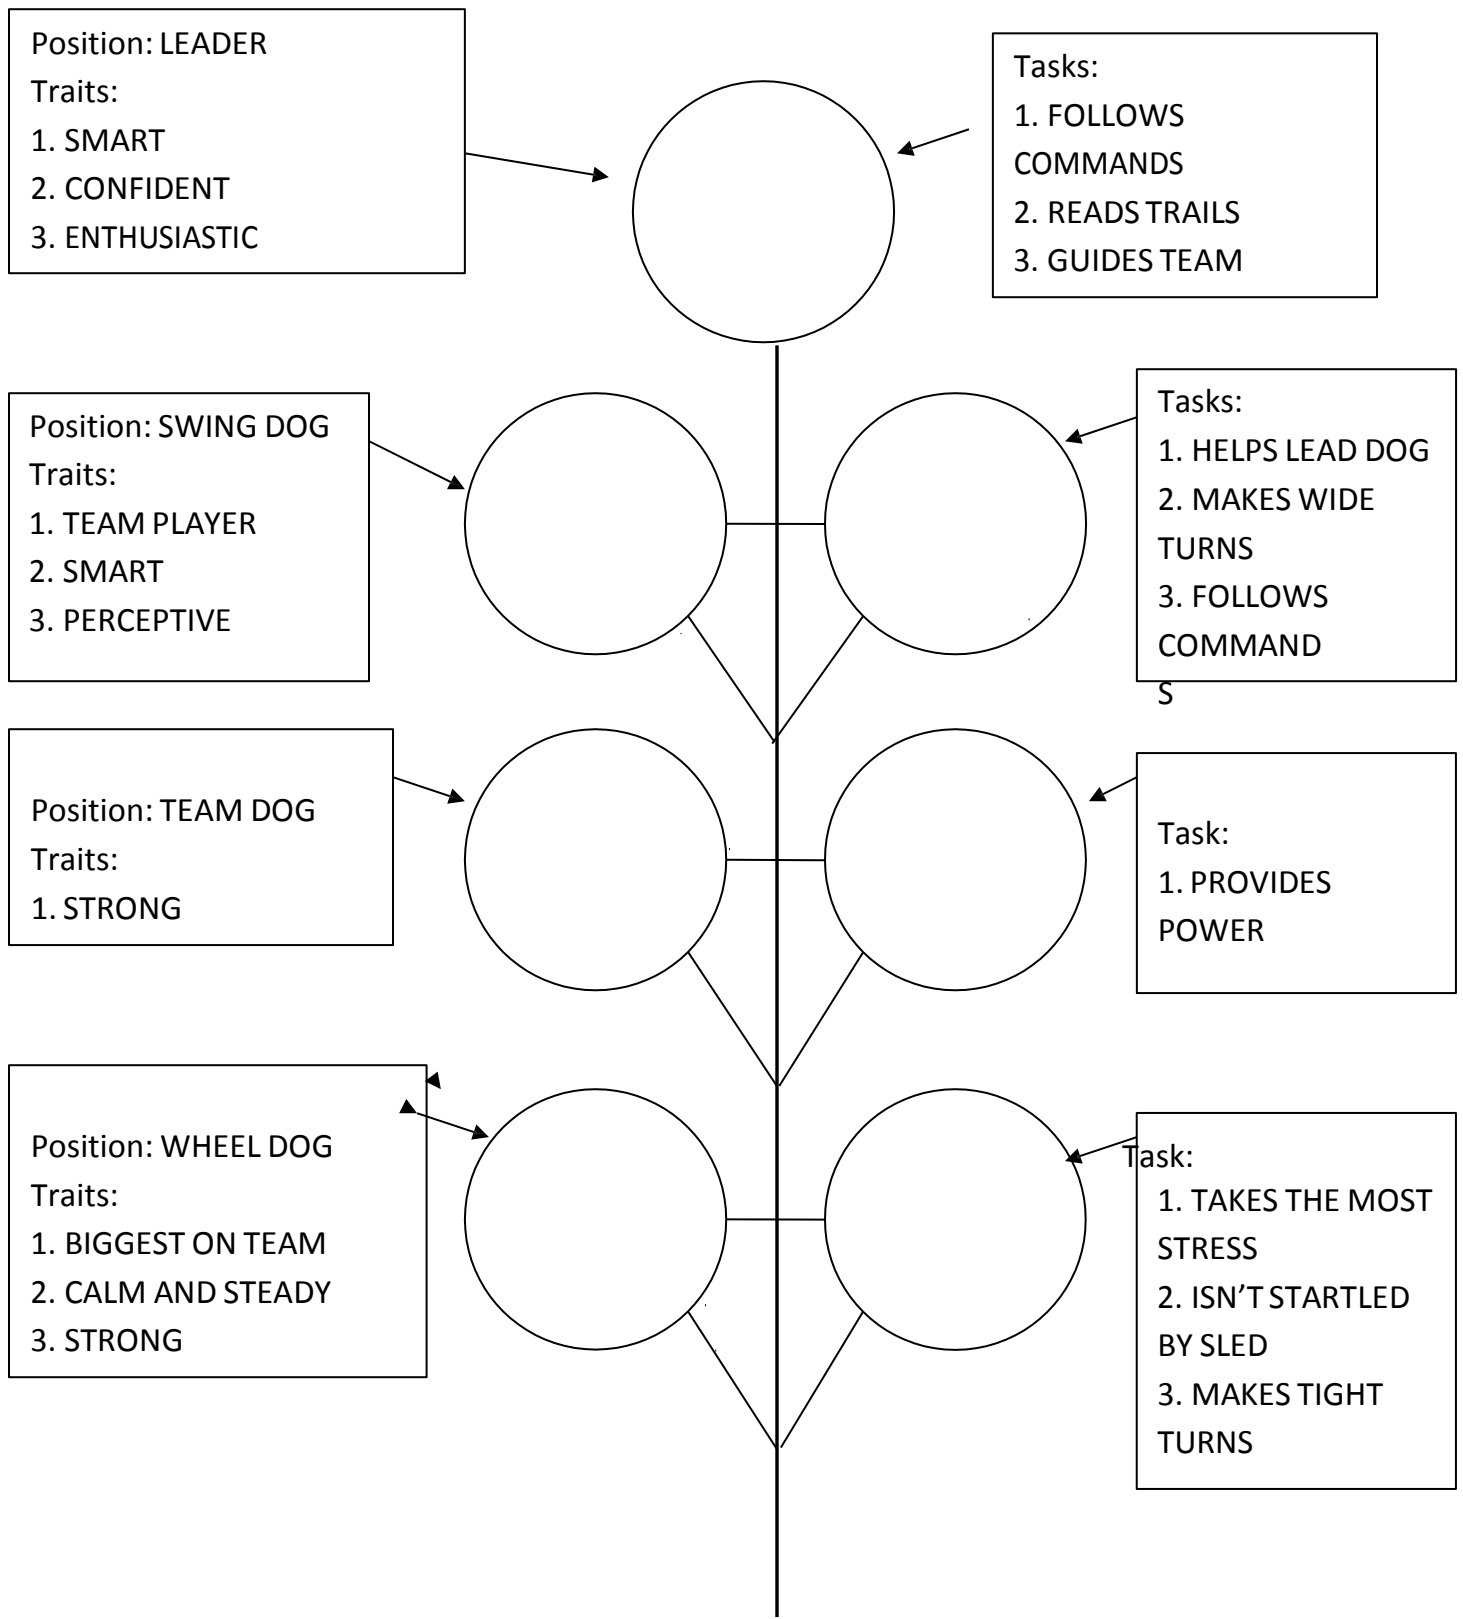 Position: LEADER
Traits:
1. SMART
2. CONFIDENT
3. ENTHUSIASTIC
Tasks:
1. FOLLOWS
COMMANDS
2. READS TRAILS
3. GUIDES TEAM
Position: SWING DOG
Traits:
1. TEAM PLAYER
2. SMART
3. PERCEPTIVE
Tasks:
1. HELPS LEAD DOG
2. MAKES WIDE
TURNS
3. FOLLOWS
COMMAND
S
Position: TEAM DOG
Traits:
1. STRONG
Task:
1. PROVIDES
POWER
Position: WHEEL DOG
Traits:
1. BIGGEST ON TEAM
2. CALM AND STEADY
3. STRONG
Task:
1. TAKES THE MOST
STRESS
2. ISN’T STARTLED
BY SLED
3. MAKES TIGHT
TURNS